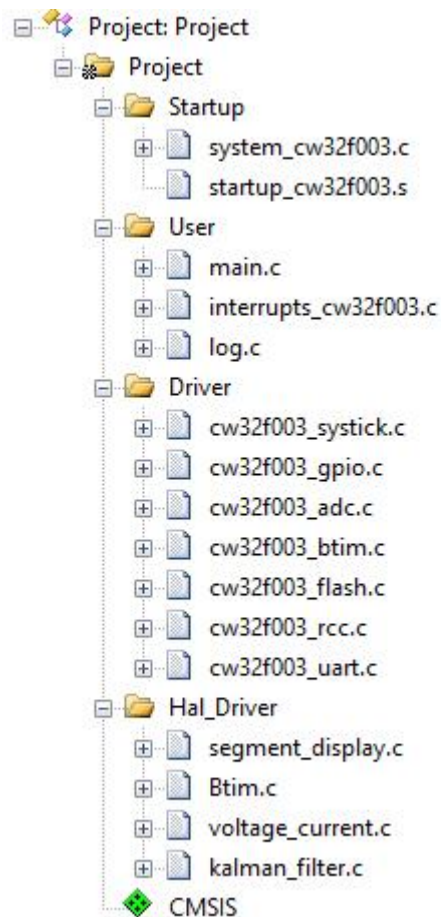 Project: Project
Project
Startup
system_cw32f003.c
startup_cw32f003.s
User
main.c
interrupts_cw32f003.c
log.c
Driver
cw32f003_systick.c
cw32f003_gpio.c
cw32f003_adc.c
cw32f003_btim.c
cw32f003_flash.c
cw32f003_rcc.c
cw32f003_uart.c
Hal_Driver
segment_display.c
Btim.c
voltage_current.c
kalman_filter.c
CMSIS